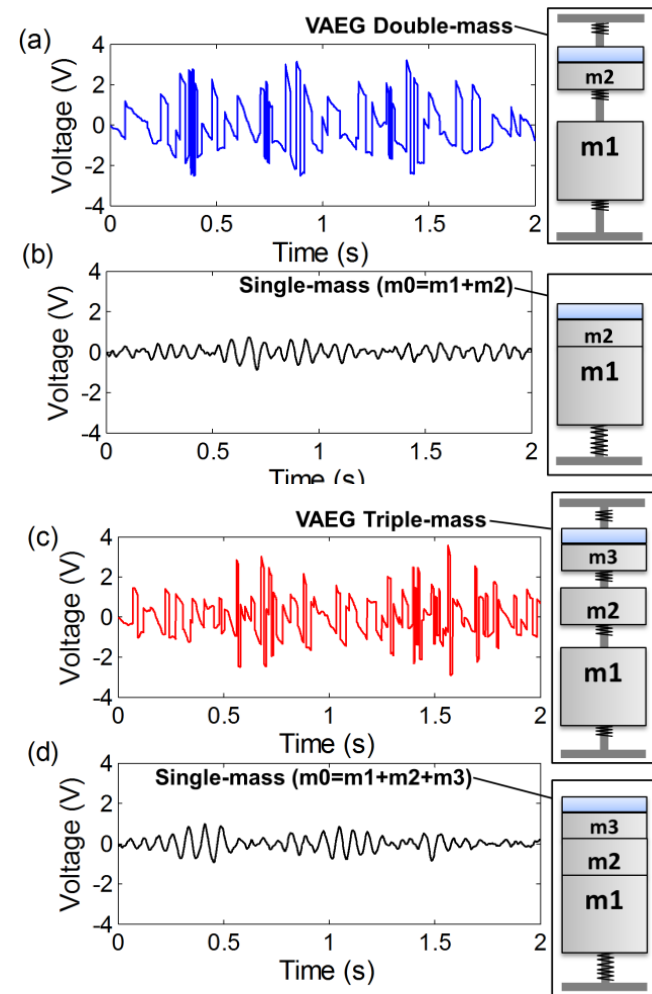 (a)
VAEG Double-mass
Voltage (V)
4
2
0
-2
-4
0
0.5
1
1.5
2
Time (s)
m2
m1
(b)
Single-mass (m0=m1+m2)
Voltage (V)
4
2
0
-2
-4
0
0.5
1
1.5
2
Time (s)
m2
m1
(c)
VAEG Triple-mass
Voltage (V)
4
2
0
-2
-4
0
0.5
1
1.5
2
Time (s)
m3
m2
m1
(d)
Single-mass (m0=m1+m2+m3)
Voltage (V)
4
2
0
-2
-4
0
0.5
1
1.5
2
Time (s)
m3
m2
m1